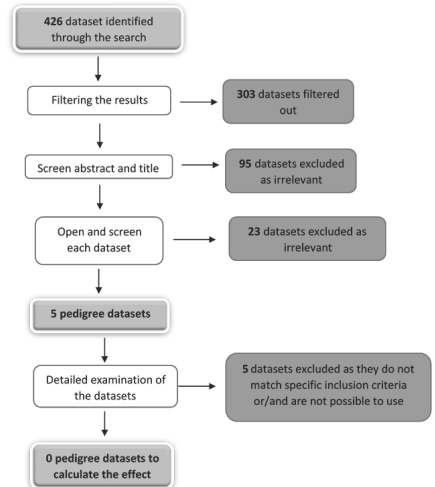 426 dataset identified
through the search
Filtering the results
303 datasets filtered
out
Screen abstract and title
95 datasets excluded
as irrelevant
Open and screen
each dataset
23 datasets excluded as
irrelevant
5 pedigree datasets
Detailed examination of
the datasets
5 datasets excluded as they do not
match specific inclusion criteria
or/and are not possible to use
0 pedigree datasets to
calculate the effect